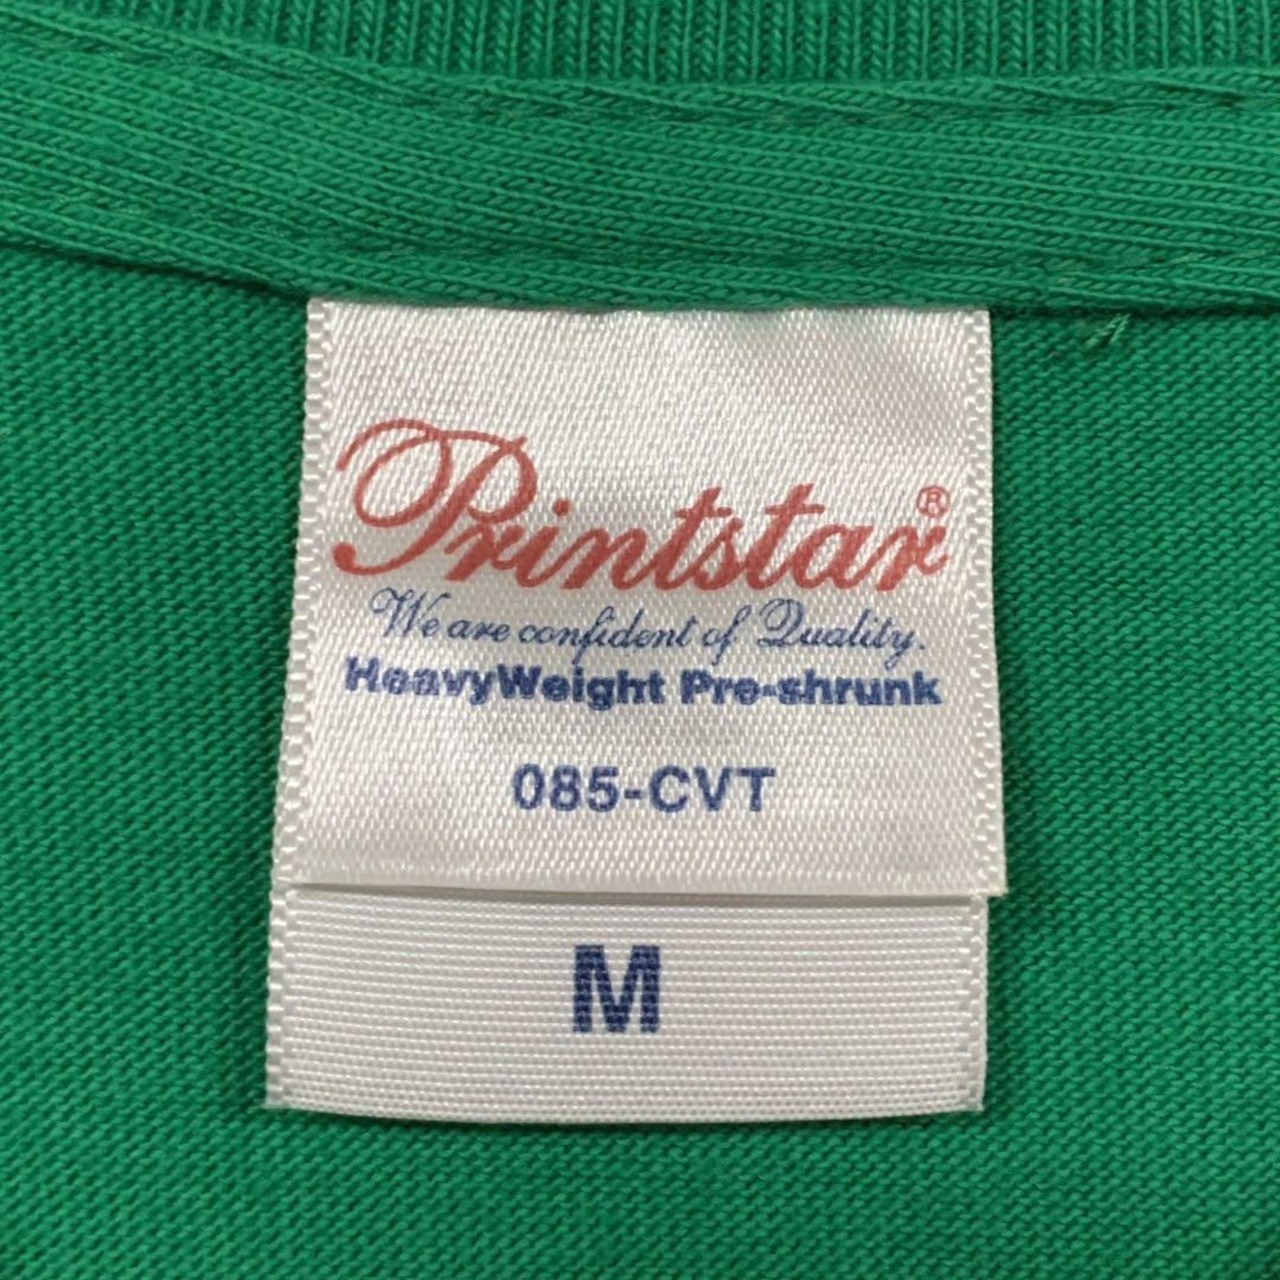 Printstar®
We are confident of Quality.
HeavyWeight Pre-shrunk
085-CVT
M